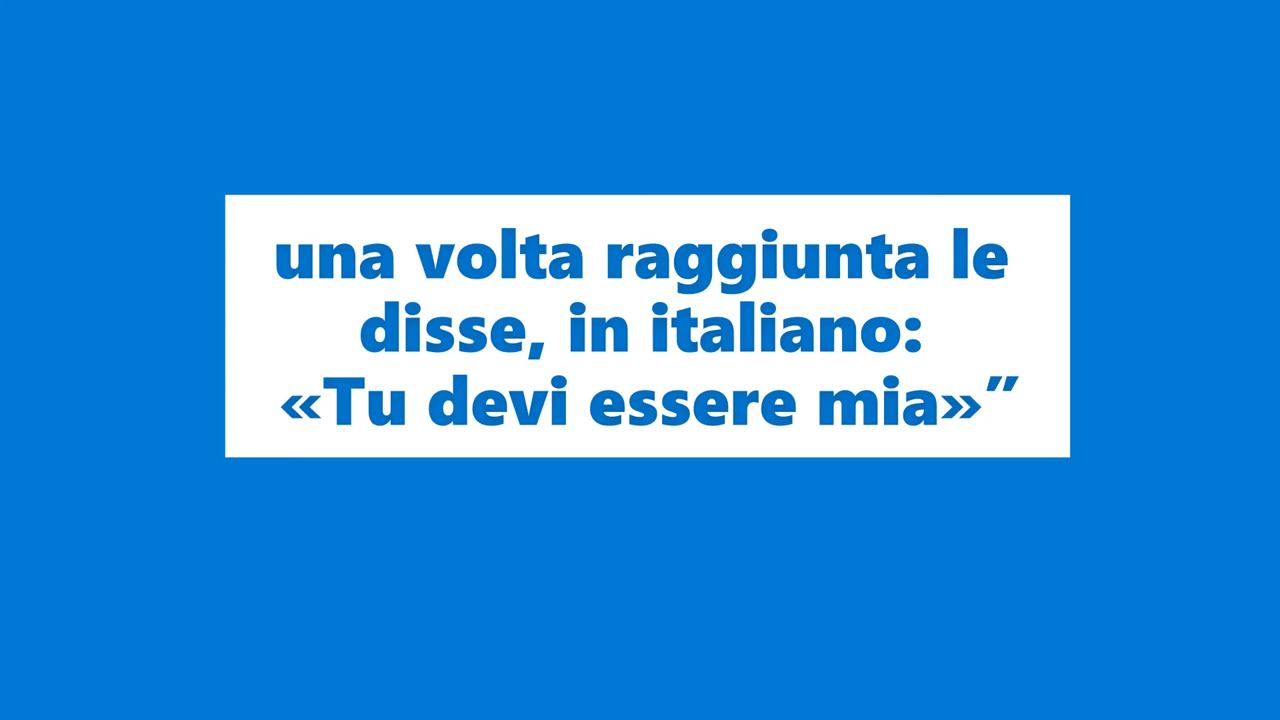 una volta raggiunta le
disse, in italiano:
«Tu devi essere mia»”